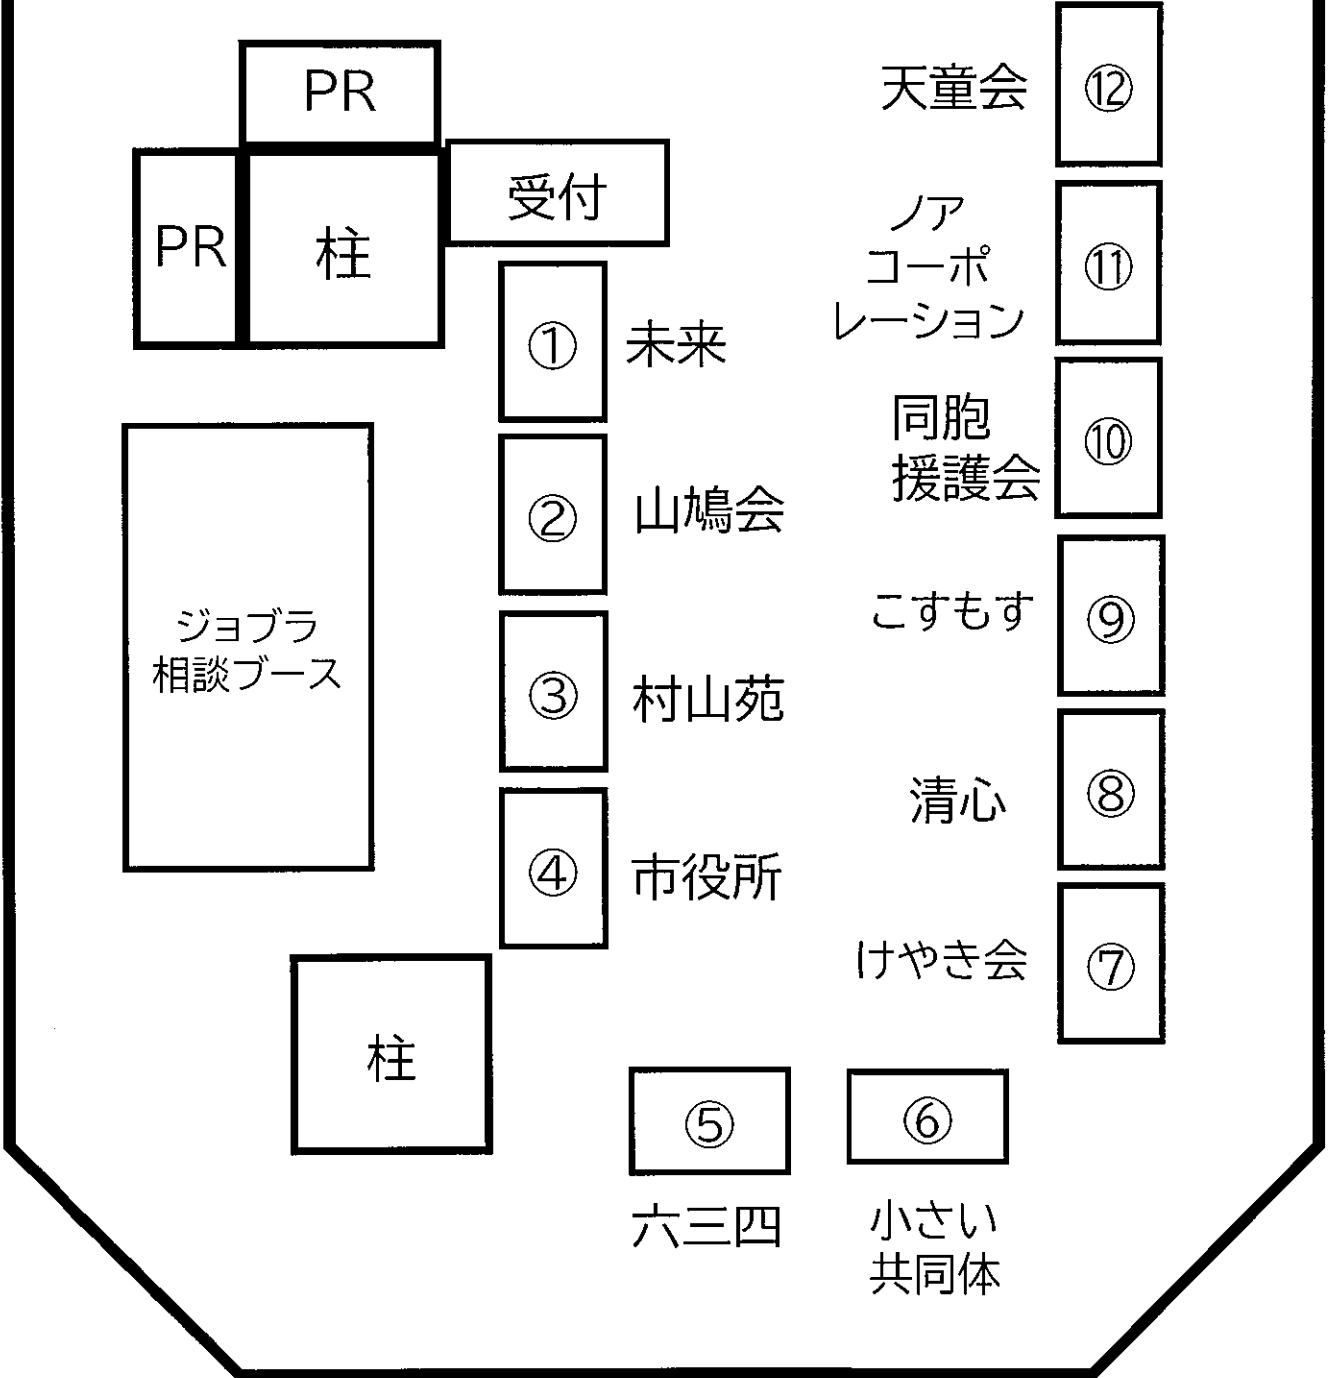 PR
PR
柱
受付
① 未来
② 山鳩会
③ 村山苑
④ 市役所
ジョブラ
相談ブース
柱
⑤
六三四
⑥
小さい
共同体
天童会 ⑫
ノア
コーポ
レーション
⑪
同胞
援護会
⑩
こすもす ⑨
清心 ⑧
けやき会 ⑦